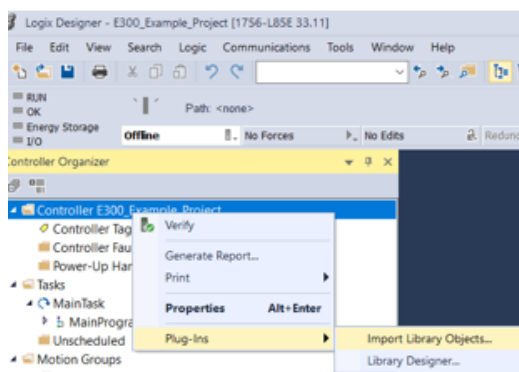 Logix Designer - E300_Example_Project [1756-L85E 33.11]
File Edit View Search Logic Communications Tools Window Help
RUN
OK
Energy Storage
I/O
Path: <none>
Offline No Forces No Edits Redund
Controller Organizer
Controller E300_Example_Project
Controller Tag
Controller Fau
Power-Up Han
Tasks
MainTask
MainProgra
Unscheduled
Motion Groups
Verify
Generate Report...
Print
Properties Alt+Enter
Plug-Ins
Import Library Objects...
Library Designer...